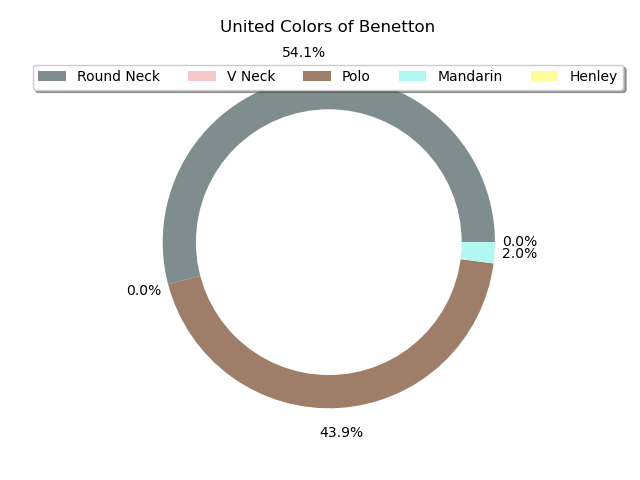 United Colors of Benetton
54.1%
Round Neck V Neck Polo Mandarin Henley
0.0%
2.0%
0.0%
43.9%